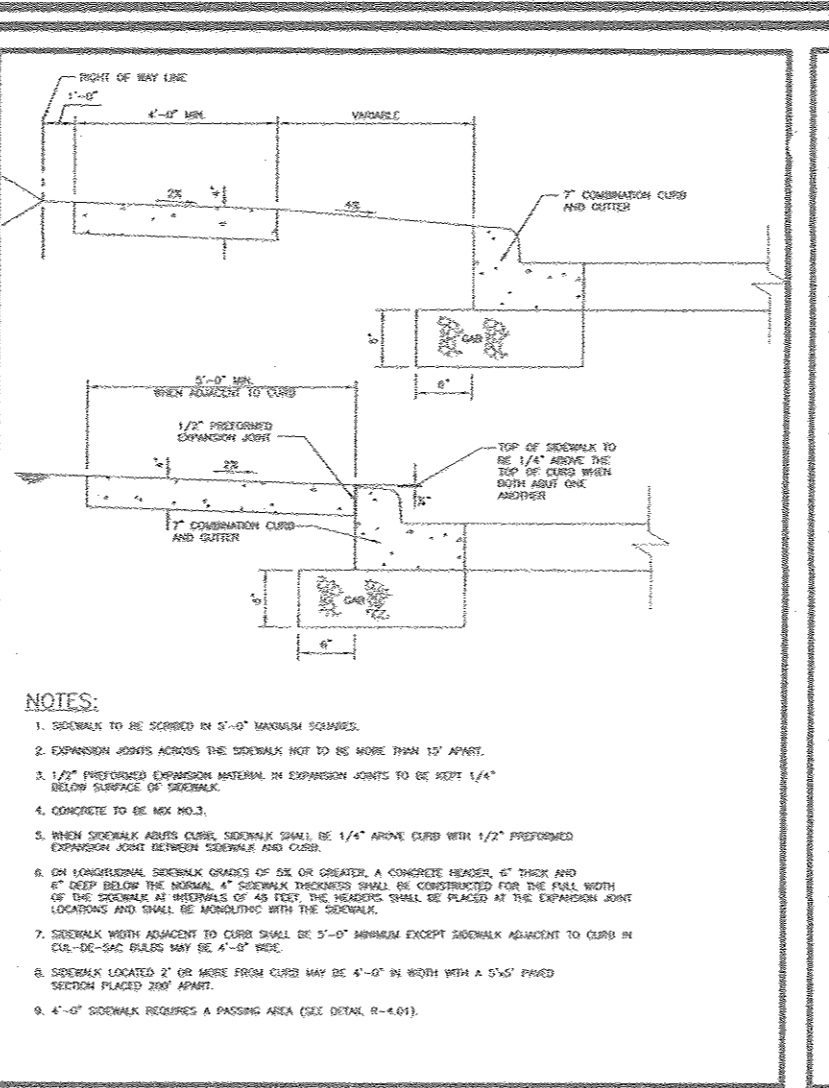 RIGHT OF WAY LINE
1'-0"
4'-0" MIN.
VARIABLE
2%
4"
4%
7" COMBINATION CURB
AND GUTTER
6"
GAB
6"
5'-0" MIN.
WHEN ADJACENT TO CURB
1/2" PREFORMED
EXPANSION JOINT
4"
2%
TOP OF SIDEWALK TO
BE 1/4" ABOVE THE
TOP OF CURB WHEN
BOTH ABUT ONE
ANOTHER
1/4"
7" COMBINATION CURB
AND GUTTER
6"
GAB
6"
NOTES:
1. SIDEWALK TO BE SCRIBED IN 5'-0" MAXIMUM SQUARES.
2. EXPANSION JOINTS ACROSS THE SIDEWALK NOT TO BE MORE THAN 15' APART.
3. 1/2" PREFORMED EXPANSION MATERIAL IN EXPANSION JOINTS TO BE KEPT 1/4"
BELOW SURFACE OF SIDEWALK.
4. CONCRETE TO BE MIX NO.3.
5. WHEN SIDEWALK ABUTS CURB, SIDEWALK SHALL BE 1/4" ABOVE CURB WITH 1/2" PREFORMED
EXPANSION JOINT BETWEEN SIDEWALK AND CURB.
6. ON LONGITUDINAL SIDEWALK GRADES OF 5% OR GREATER, A CONCRETE HEADER, 6" THICK AND
6" DEEP BELOW THE NORMAL 4" SIDEWALK THICKNESS SHALL BE CONSTRUCTED FOR THE FULL WIDTH
OF THE SIDEWALK AT INTERVALS OF 45 FEET. THE HEADERS SHALL BE PLACED AT THE EXPANSION JOINT
LOCATIONS AND SHALL BE MONOLITHIC WITH THE SIDEWALK.
7. SIDEWALK WIDTH ADJACENT TO CURB SHALL BE 5'-0" MINIMUM EXCEPT SIDEWALK ADJACENT TO CURB IN
CUL-DE-SAC BULBS MAY BE 4'-0" WIDE.
8. SIDEWALK LOCATED 2' OR MORE FROM CURB MAY BE 4'-0" IN WIDTH WITH A 5'x5' PAVED
SECTION PLACED 200' APART.
9. 4'-0" SIDEWALK REQUIRES A PASSING AREA (SEE DETAIL R-4.01).